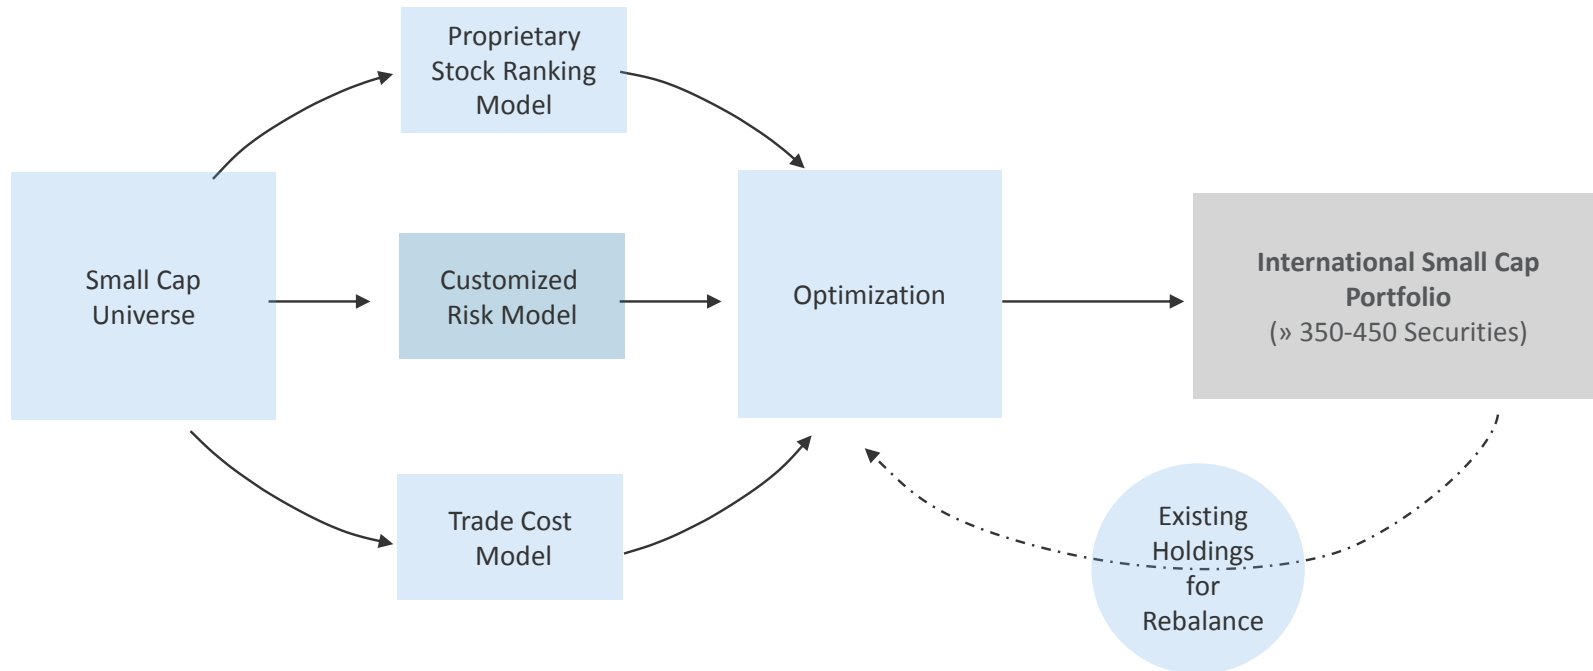 Proprietary
Stock Ranking
Model
Small Cap
Universe
Customized
Risk Model
Optimization
International Small Cap
Portfolio
(» 350-450 Securities)
Trade Cost
Model
Existing
Holdings
for
Rebalance